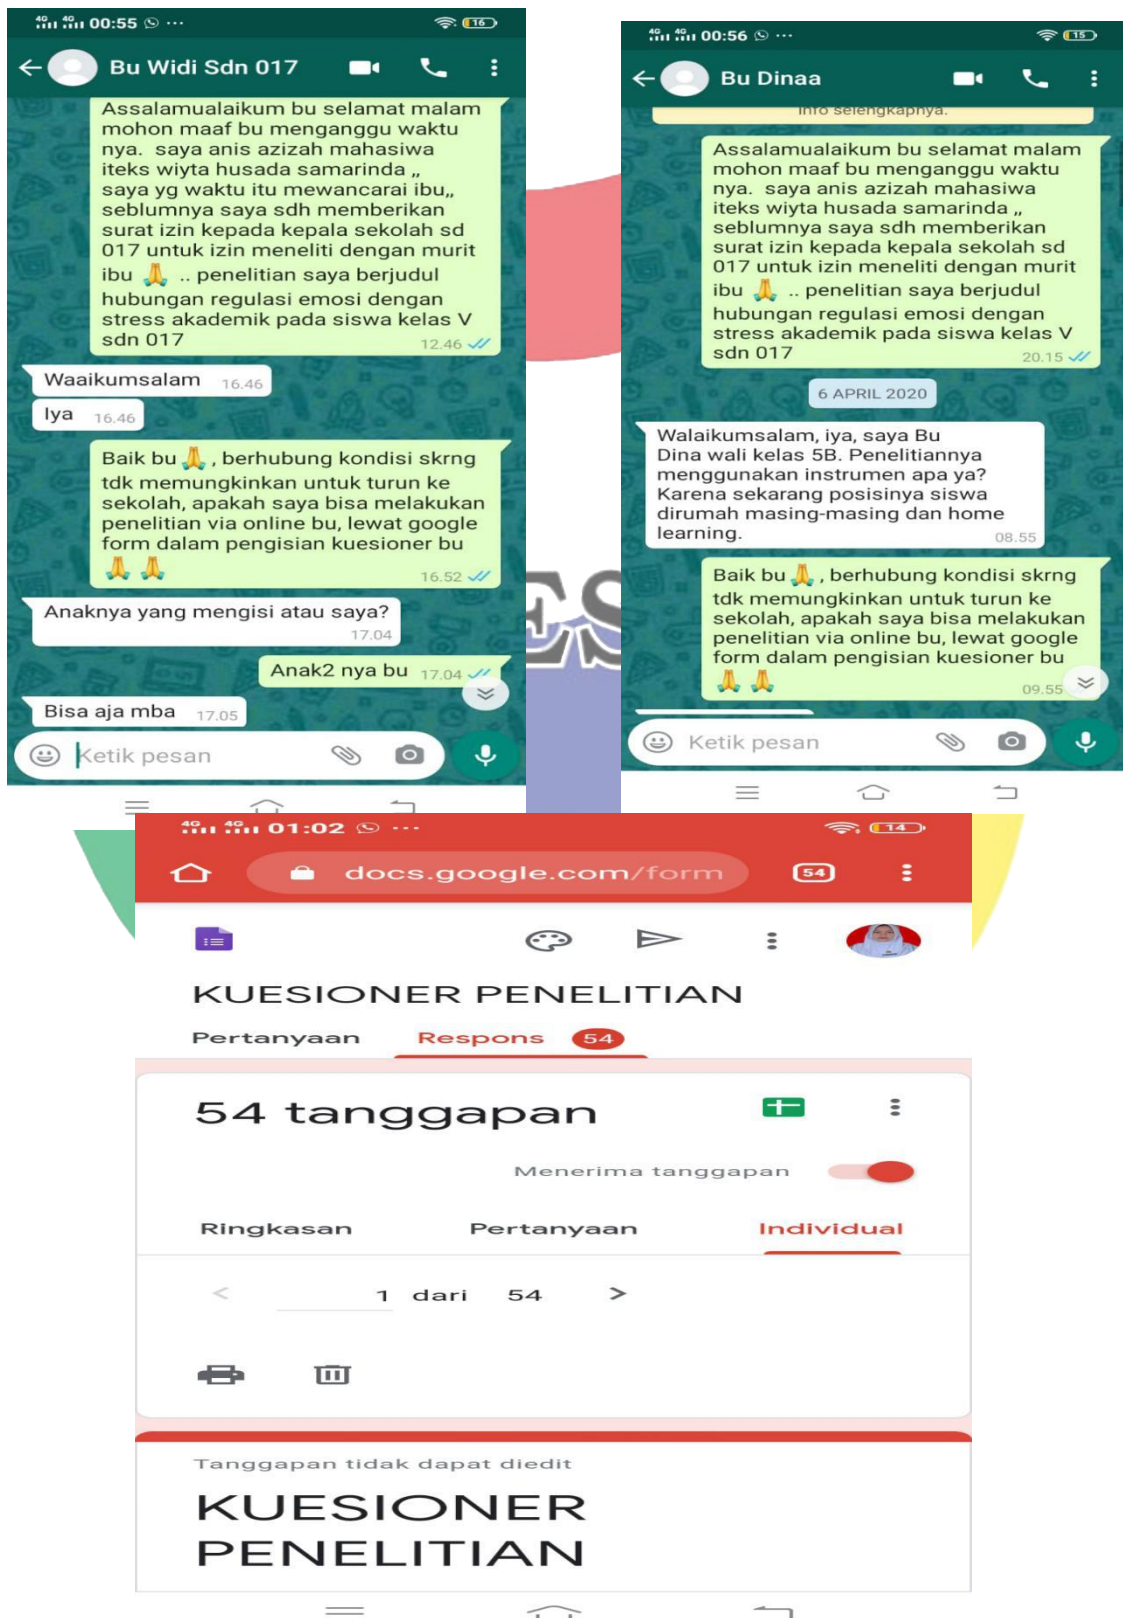 4G 4G 00:55 ... 16
Bu Widi Sdn 017
Assalamualaikum bu selamat malam
mohon maaf bu menganggu waktu
nya. saya anis azizah mahasiwa
iteks wiyta husada samarinda ,,
saya yg waktu itu mewancarai ibu,,
seblumnya saya sdh memberikan
surat izin kepada kepala sekolah sd
017 untuk izin meneliti dengan murit
ibu 🙏 .. penelitian saya berjudul
hubungan regulasi emosi dengan
stress akademik pada siswa kelas V
sdn 017 12.46
Waaikumsalam 16.46
Iya 16.46
Baik bu 🙏 , berhubung kondisi skrng
tdk memungkinkan untuk turun ke
sekolah, apakah saya bisa melakukan
penelitian via online bu, lewat google
form dalam pengisian kuesioner bu
🙏 🙏 16.52
Anaknya yang mengisi atau saya?
17.04
Anak2 nya bu 17.04
Bisa aja mba 17.05
Ketik pesan
4G 4G 00:56 ... 15
Bu Dinaa
info selengkapnya.
Assalamualaikum bu selamat malam
mohon maaf bu menganggu waktu
nya. saya anis azizah mahasiwa
iteks wiyta husada samarinda ,,
seblumnya saya sdh memberikan
surat izin kepada kepala sekolah sd
017 untuk izin meneliti dengan murit
ibu 🙏 .. penelitian saya berjudul
hubungan regulasi emosi dengan
stress akademik pada siswa kelas V
sdn 017 20.15
6 APRIL 2020
Walaikumsalam, iya, saya Bu
Dina wali kelas 5B. Penelitiannya
menggunakan instrumen apa ya?
Karena sekarang posisinya siswa
dirumah masing-masing dan home
learning. 08.55
Baik bu 🙏 , berhubung kondisi skrng
tdk memungkinkan untuk turun ke
sekolah, apakah saya bisa melakukan
penelitian via online bu, lewat google
form dalam pengisian kuesioner bu
🙏 🙏 09.55
Ketik pesan
ES
4G 4G 01:02 ... 14
docs.google.com/form 54
KUESIONER PENELITIAN
Pertanyaan Respons 54
54 tanggapan
Menerima tanggapan
Ringkasan Pertanyaan Individual
< 1 dari 54 >
Tanggapan tidak dapat diedit
KUESIONER
PENELITIAN